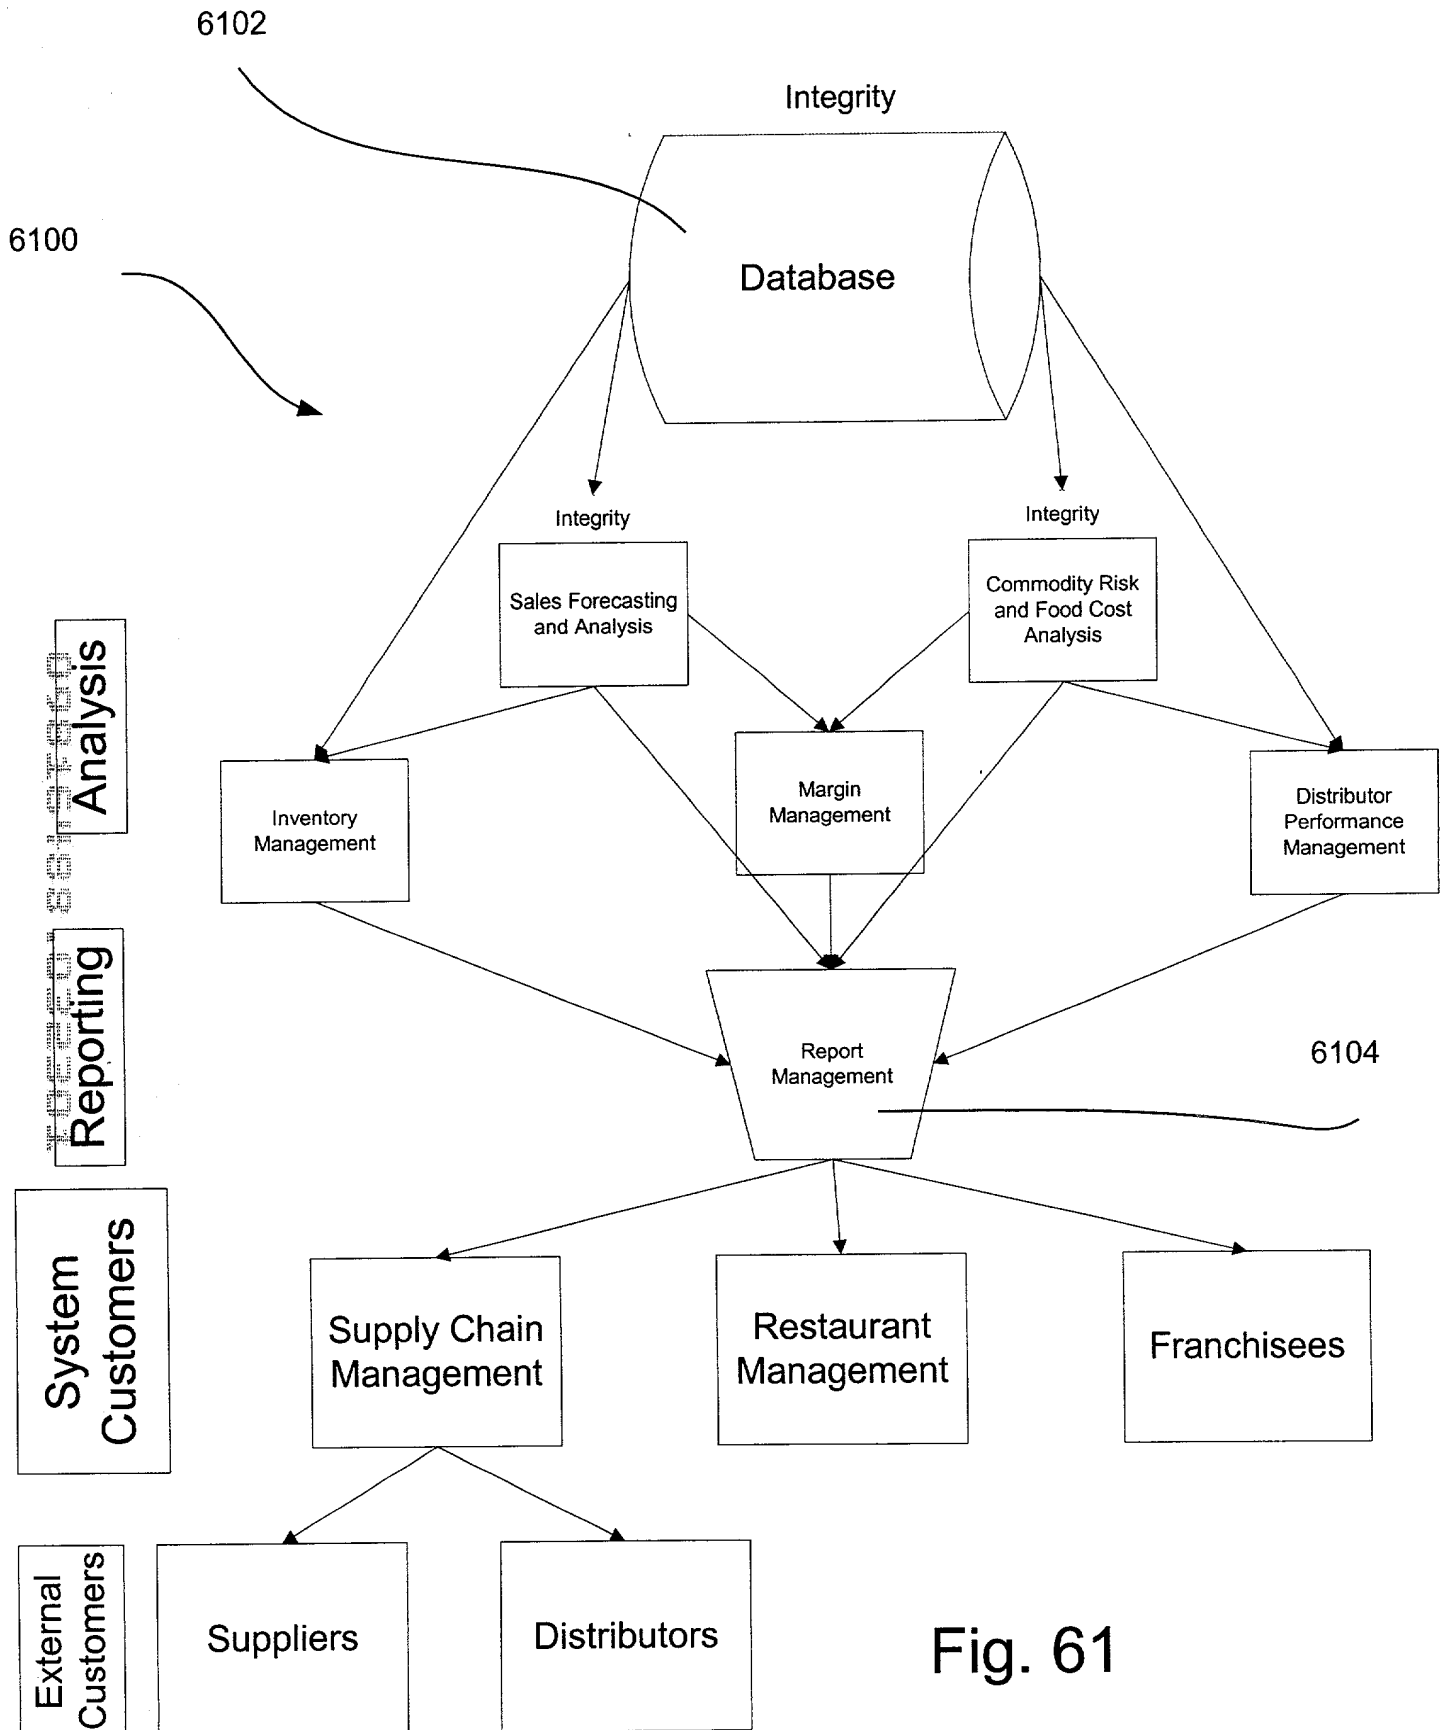 6102
Integrity
6100
Database
Integrity
Integrity
Sales Forecasting
and Analysis
Commodity Risk
and Food Cost
Analysis
Analysis
Inventory
Management
Margin
Management
Distributor
Performance
Management
Reporting
Report
Management
6104
System
Customers
Supply Chain
Management
Restaurant
Management
Franchisees
External
Customers
Suppliers
Distributors
Fig. 61